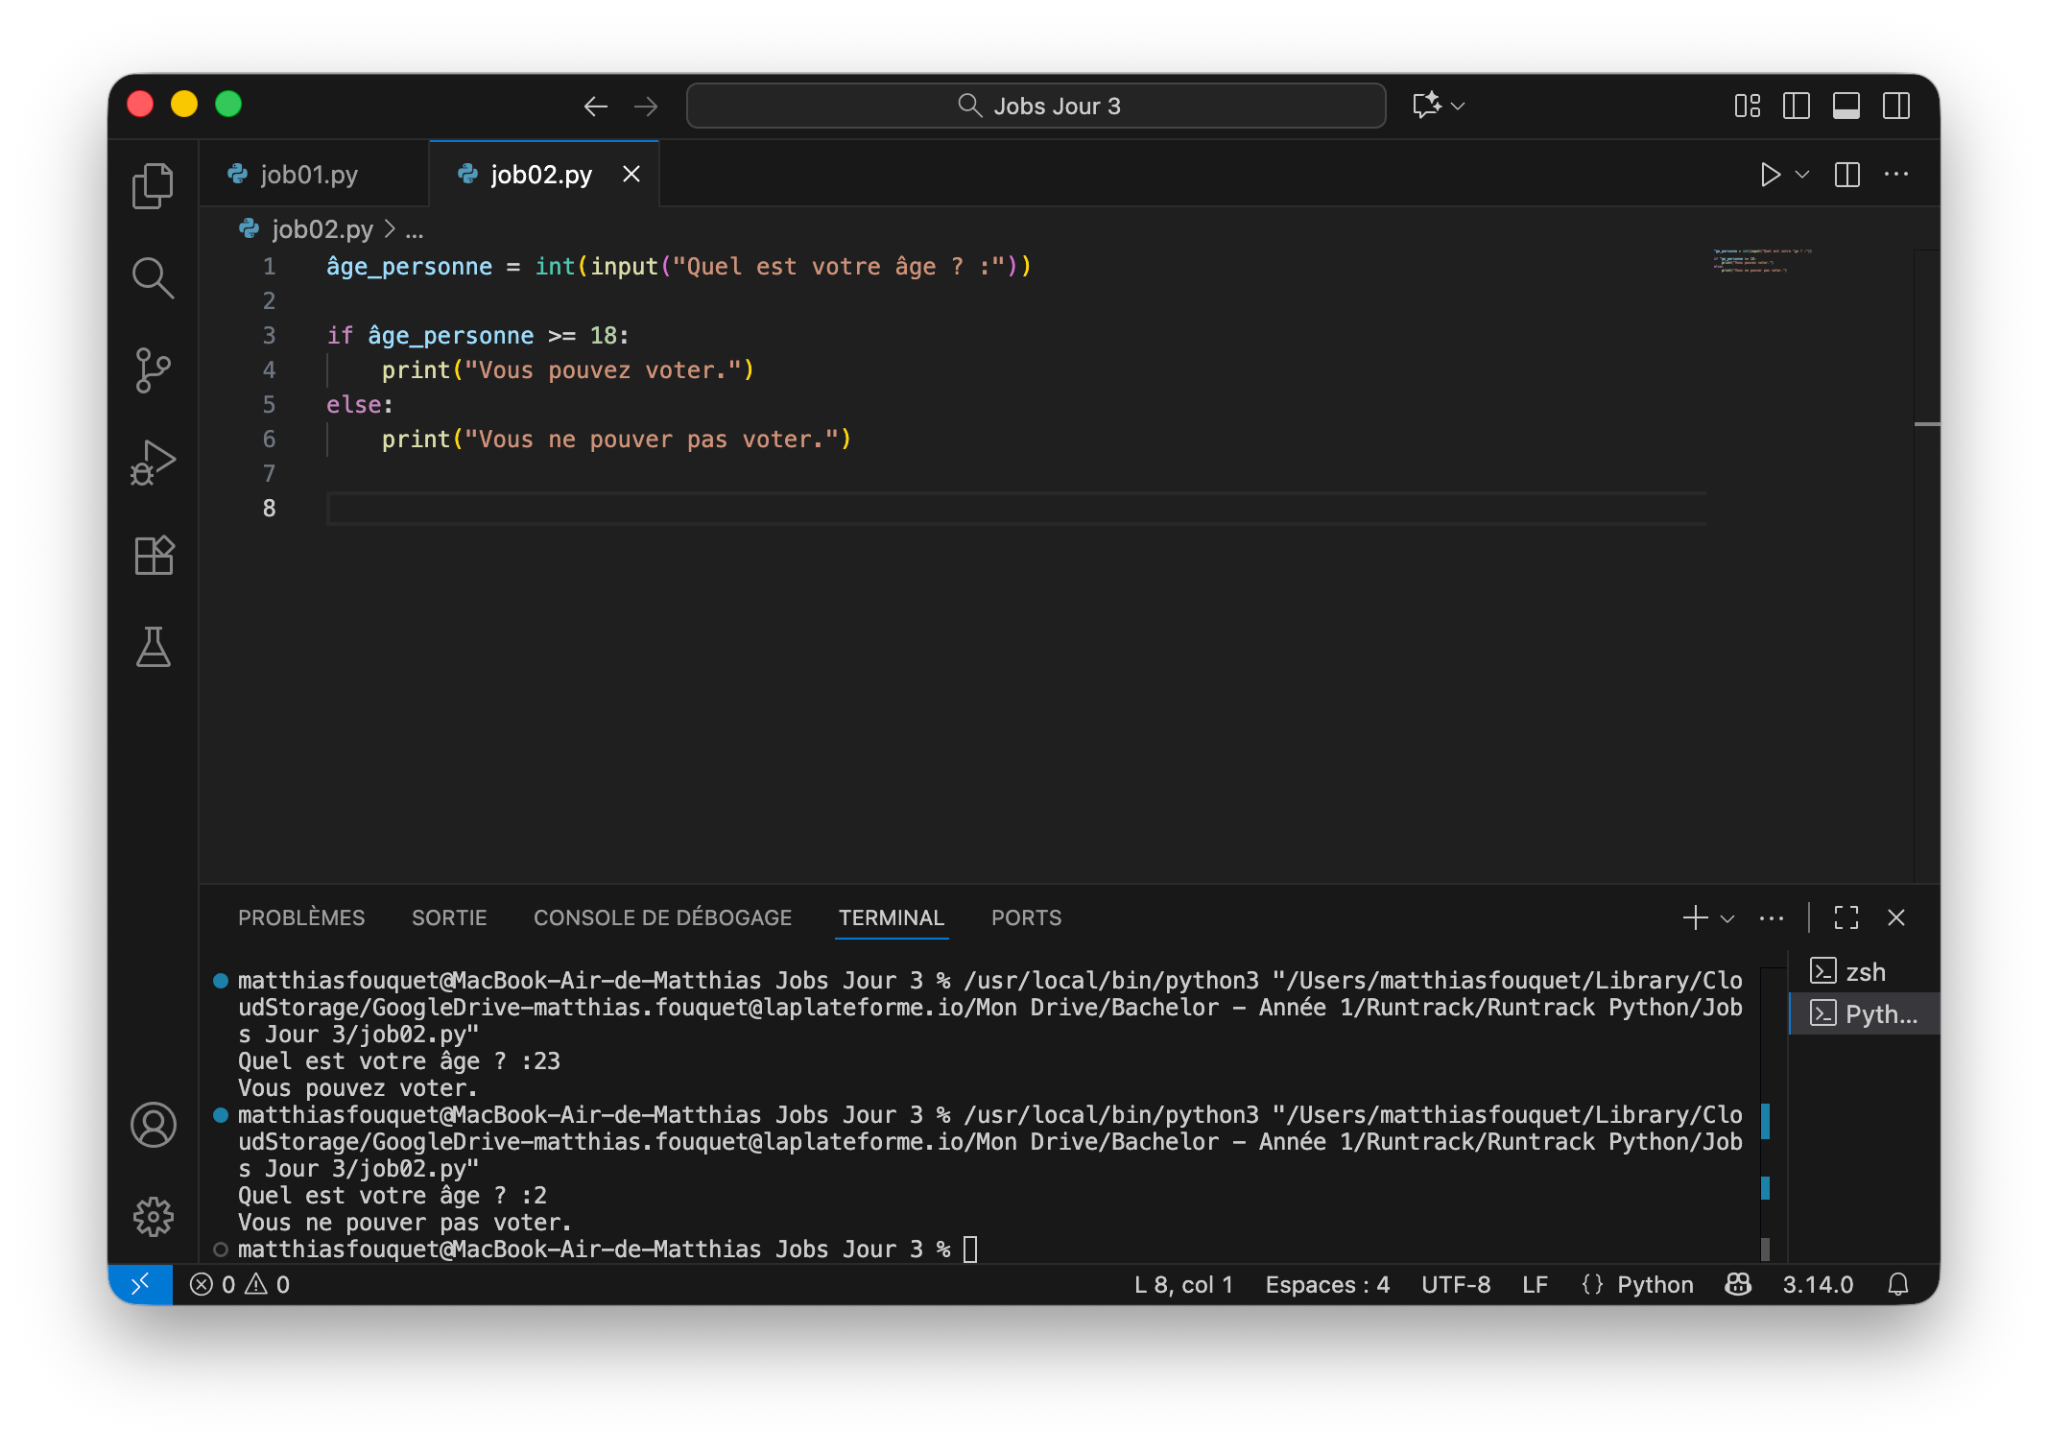 Jobs Jour 3
job01.py
job02.py
job02.py > ...
1 âge_personne = int(input("Quel est votre âge ? :"))
2
3 if âge_personne >= 18:
4 print("Vous pouvez voter.")
5 else:
6 print("Vous ne pouver pas voter.")
7
8
PROBLÈMES SORTIE CONSOLE DE DÉBOGAGE TERMINAL PORTS
matthiasfouquet@MacBook-Air-de-Matthias Jobs Jour 3 % /usr/local/bin/python3 "/Users/matthiasfouquet/Library/Clo
udStorage/GoogleDrive-matthias.fouquet@laplateforme.io/Mon Drive/Bachelor - Année 1/Runtrack/Runtrack Python/Job
s Jour 3/job02.py"
Quel est votre âge ? :23
Vous pouvez voter.
matthiasfouquet@MacBook-Air-de-Matthias Jobs Jour 3 % /usr/local/bin/python3 "/Users/matthiasfouquet/Library/Clo
udStorage/GoogleDrive-matthias.fouquet@laplateforme.io/Mon Drive/Bachelor - Année 1/Runtrack/Runtrack Python/Job
s Jour 3/job02.py"
Quel est votre âge ? :2
Vous ne pouver pas voter.
matthiasfouquet@MacBook-Air-de-Matthias Jobs Jour 3 %
zsh
Pyth...
0 0
L 8, col 1 Espaces : 4 UTF-8 LF {} Python 3.14.0